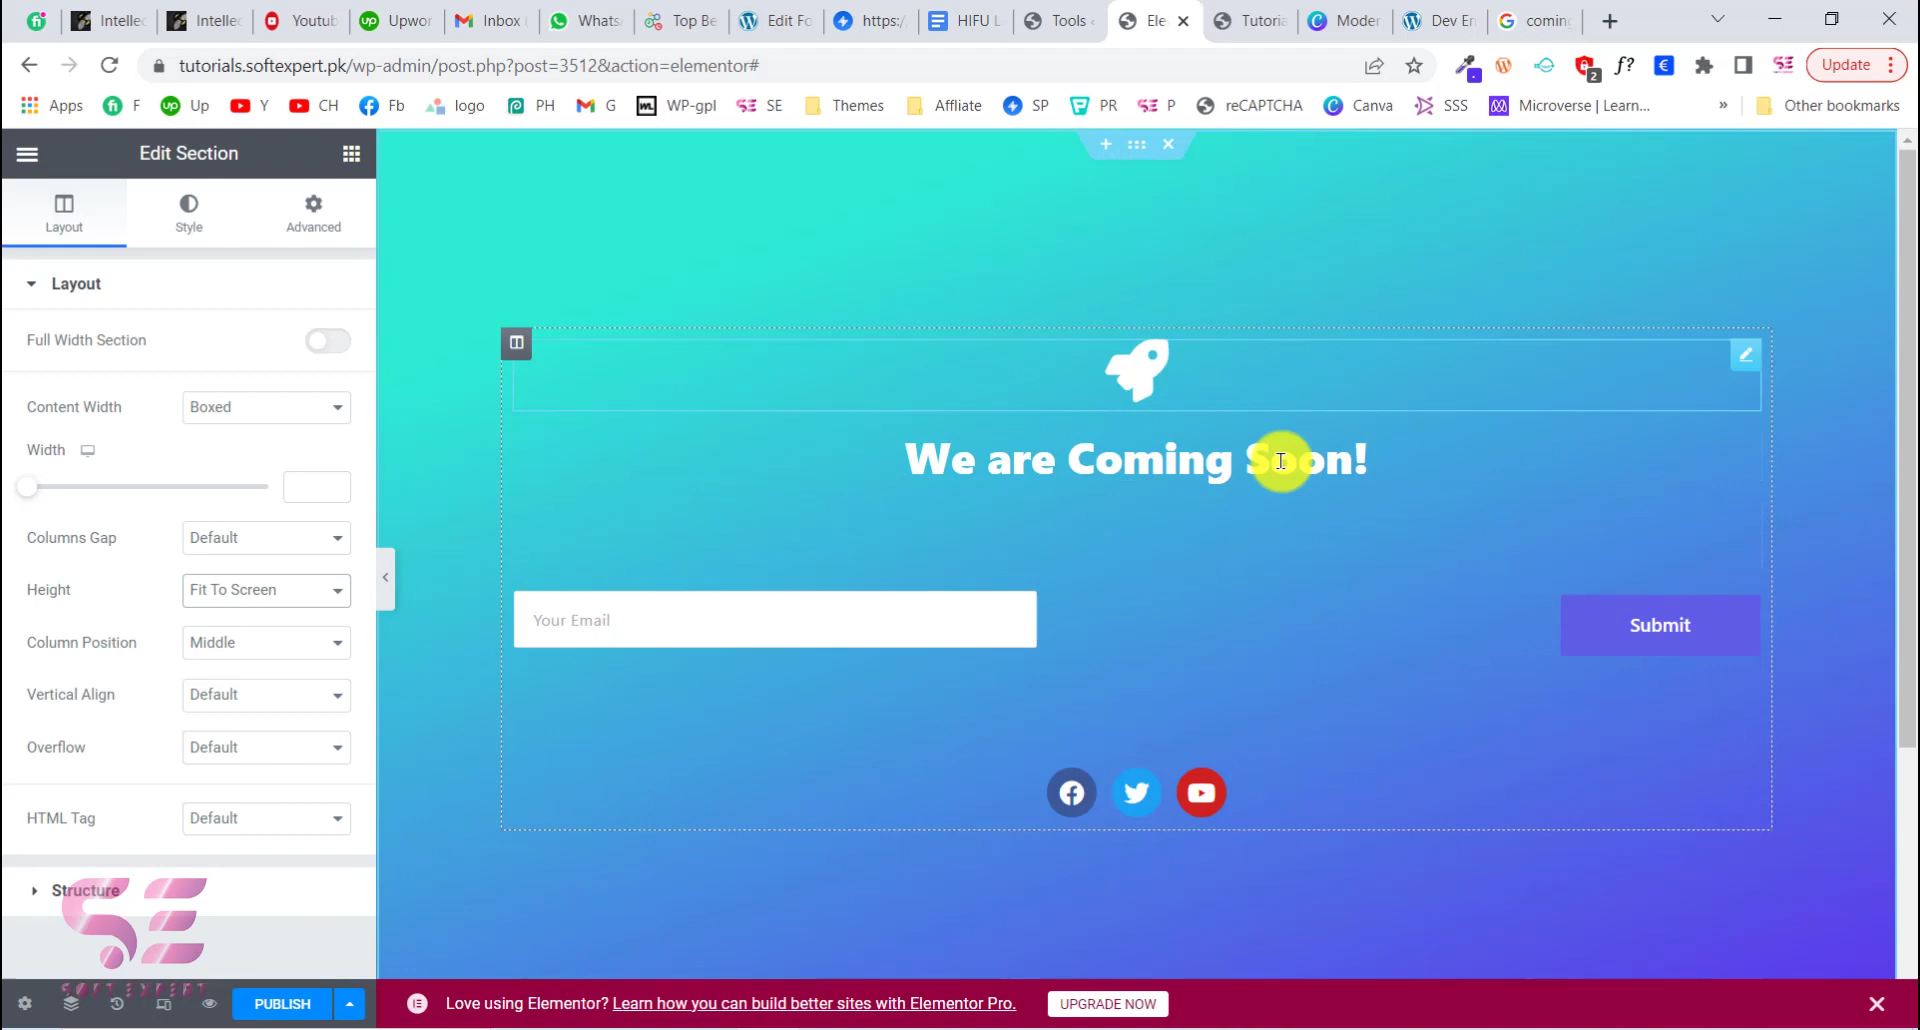 Intelle
Intelle
Youtub
Upwor
Inbox
Whats
Top Be
Edit Fo
https:/
HIFU L
Tools
Ele
Tutoria
Moder
Dev En
coming
tutorials.softexpert.pk/wp-admin/post.php?post=3512&action=elementor#
2
f?
Update
Apps
F
Up
Y
CH
Fb
logo
PH
G
WP-gpl
SE
Themes
Affliate
SP
PR
P
reCAPTCHA
Canva
SSS
Microverse | Learn...
»
Other bookmarks
Edit Section
Layout
Style
Advanced
Layout
Full Width Section
Content Width
Boxed
Width
Columns Gap
Default
Height
Fit To Screen
Column Position
Middle
Vertical Align
Default
Overflow
Default
HTML Tag
Default
Structure
SE
SOFT EXPERT
PUBLISH
We are Coming Soon!
Your Email
Submit
Love using Elementor? Learn how you can build better sites with Elementor Pro.
UPGRADE NOW